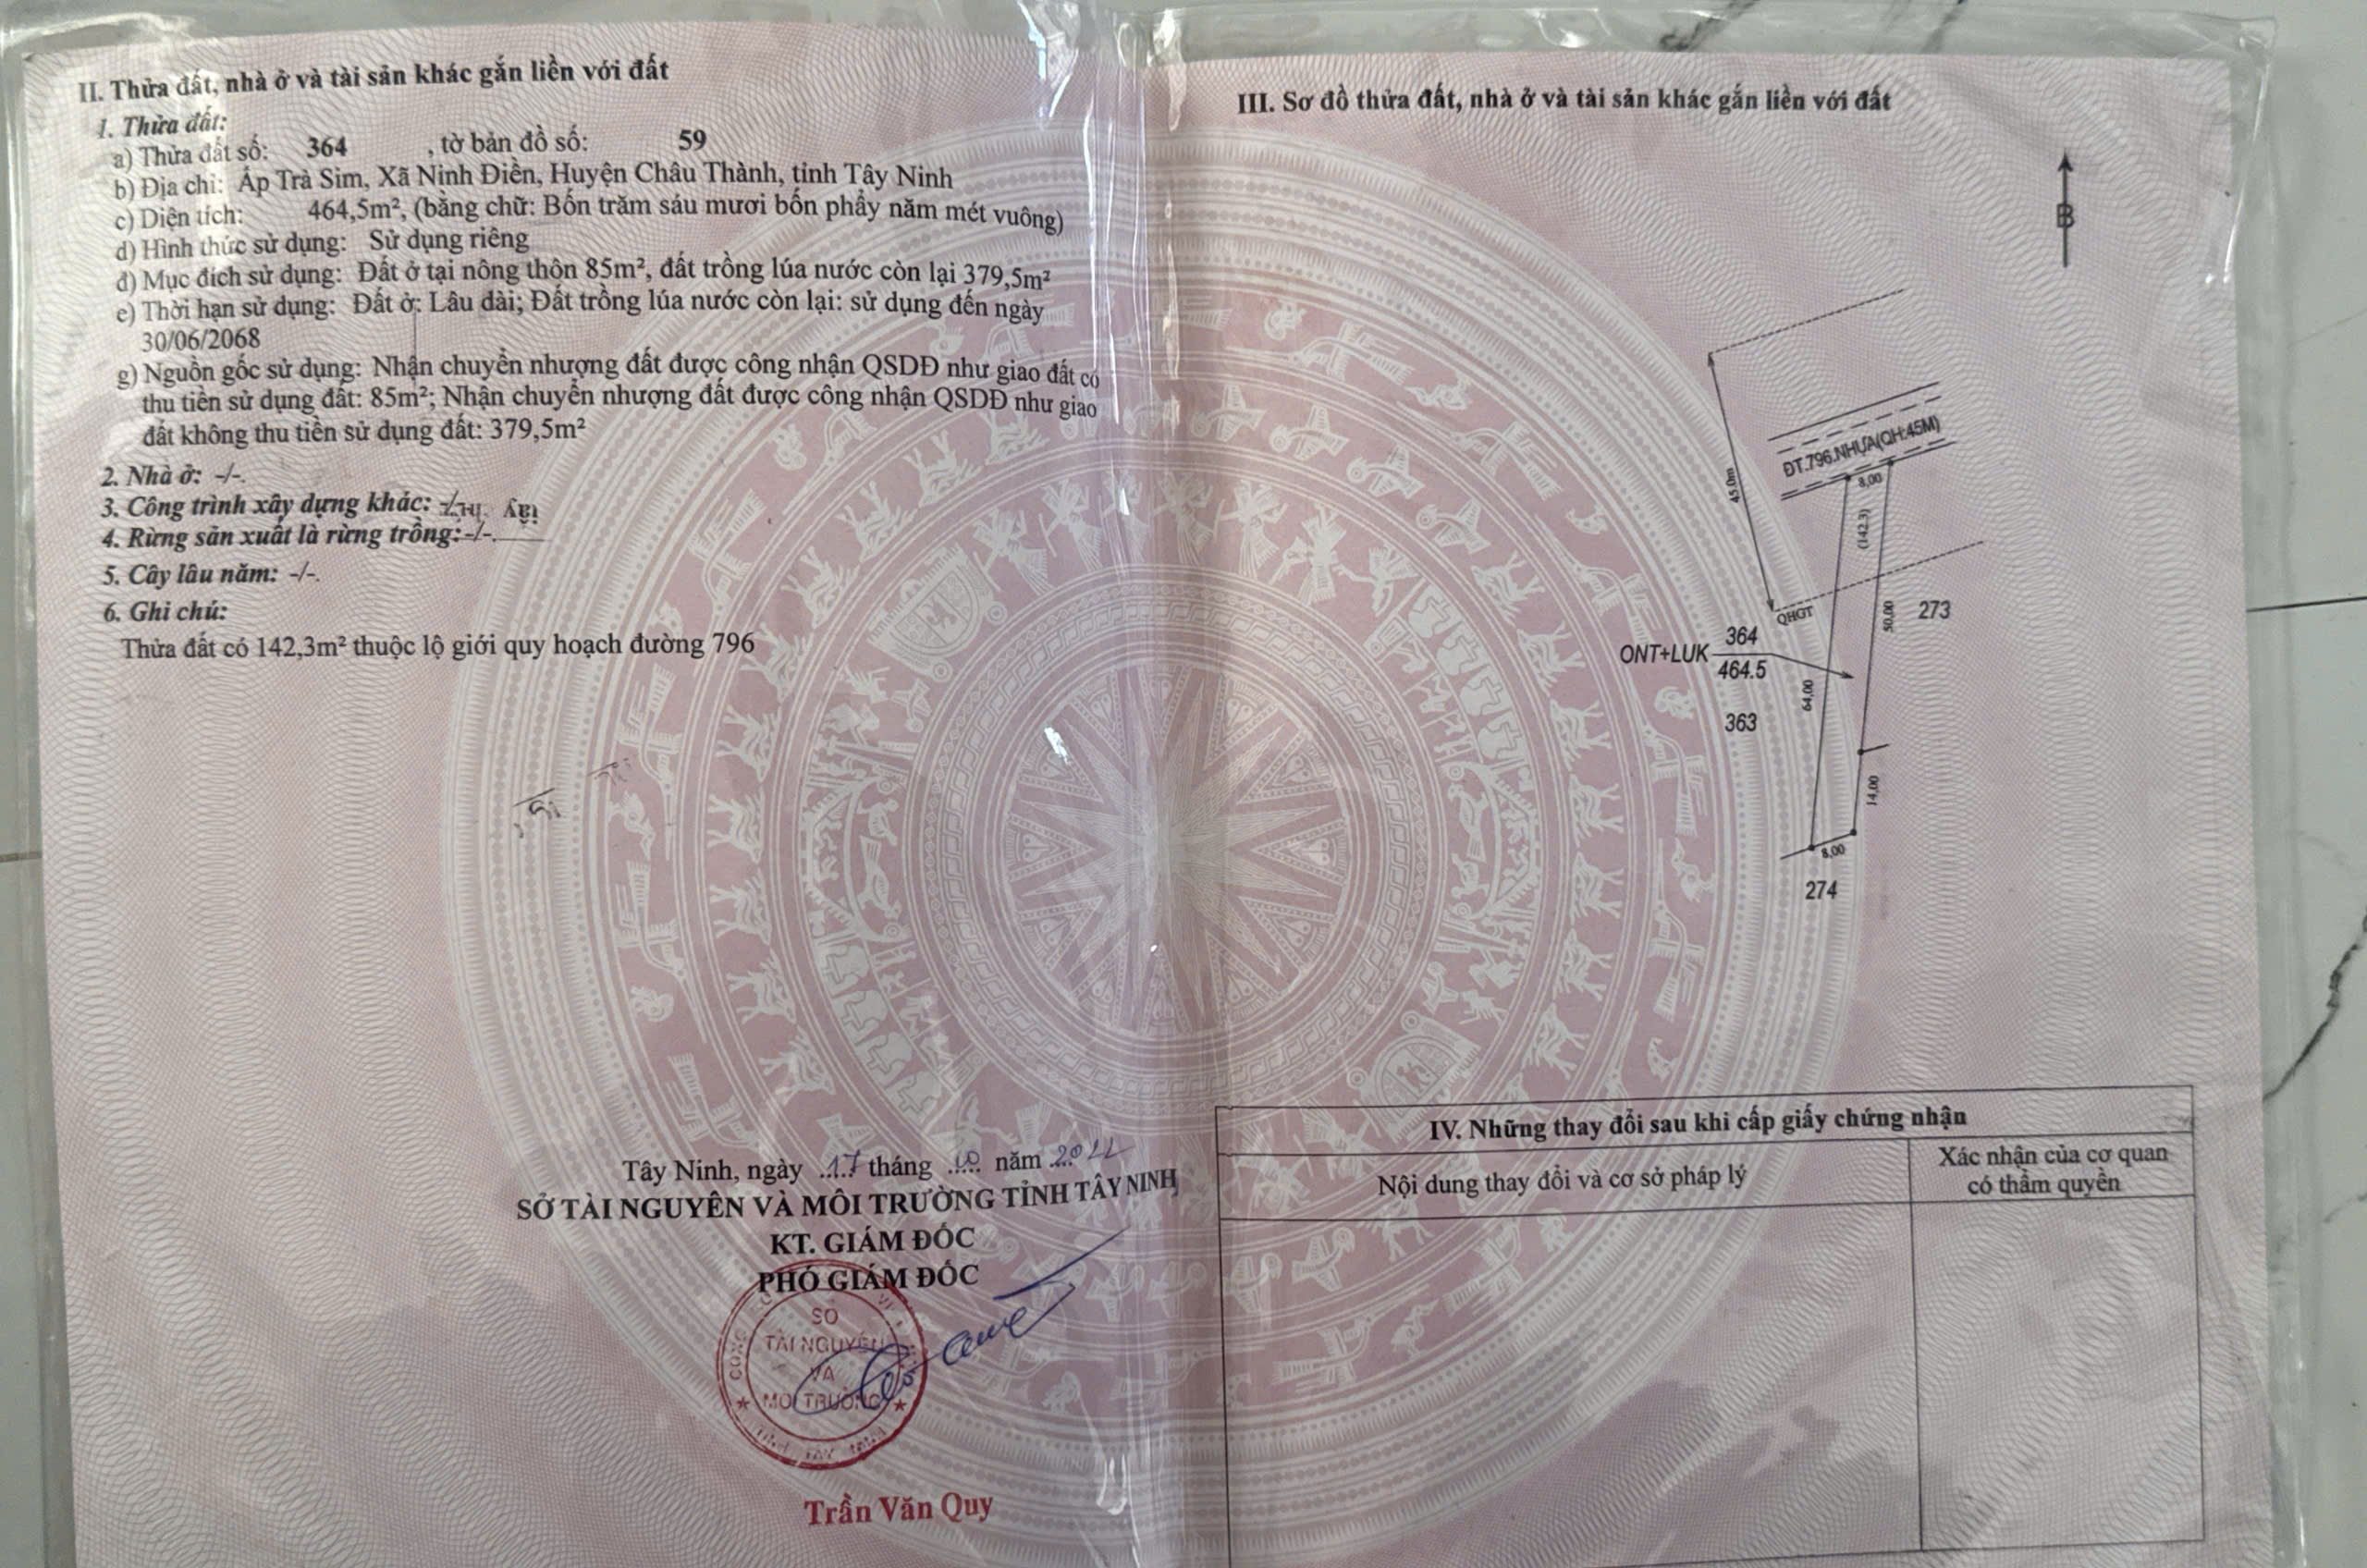 II. Thửa đất, nhà ở và tài sản khác gắn liền với đất
1. Thửa đất:
a) Thửa đất số: 364 , tờ bản đồ số: 59
b) Địa chỉ: Ấp Trà Sim, Xã Ninh Điền, Huyện Châu Thành, tỉnh Tây Ninh
c) Diện tích: 464,5m², (bằng chữ: Bốn trăm sáu mươi bốn phẩy năm mét vuông)
d) Hình thức sử dụng: Sử dụng riêng
đ) Mục đích sử dụng: Đất ở tại nông thôn 85m², đất trồng lúa nước còn lại 379,5m²
e) Thời hạn sử dụng: Đất ở: Lâu dài; Đất trồng lúa nước còn lại: sử dụng đến ngày
30/06/2068
g) Nguồn gốc sử dụng: Nhận chuyển nhượng đất được công nhận QSDĐ như giao đất có
thu tiền sử dụng đất: 85m²; Nhận chuyển nhượng đất được công nhận QSDĐ như giao
đất không thu tiền sử dụng đất: 379,5m²
2. Nhà ở: -/-.
3. Công trình xây dựng khác:
4. Rừng sản xuất là rừng trồng:-/-.
5. Cây lâu năm: -/-.
6. Ghi chú:
Thửa đất có 142,3m² thuộc lộ giới quy hoạch đường 796
Tây Ninh, ngày 17 tháng 10 năm 2022
SỞ TÀI NGUYÊN VÀ MÔI TRƯỜNG TỈNH TÂY NINH
KT. GIÁM ĐỐC
PHÓ GIÁM ĐỐC
SỞ
TÀI NGUYÊN
VÀ
MÔI TRƯỜNG
Trần Văn Quy
III. Sơ đồ thửa đất, nhà ở và tài sản khác gắn liền với đất
B
45.0m
ĐT.796.NHỰA(QH:45M)
8,00
(142.3)
QHGT
50,00
273
ONT+LUK
364
464.5
64,00
363
14,00
8,00
274
IV. Những thay đổi sau khi cấp giấy chứng nhận
Nội dung thay đổi và cơ sở pháp lý
Xác nhận của cơ quan
có thẩm quyền